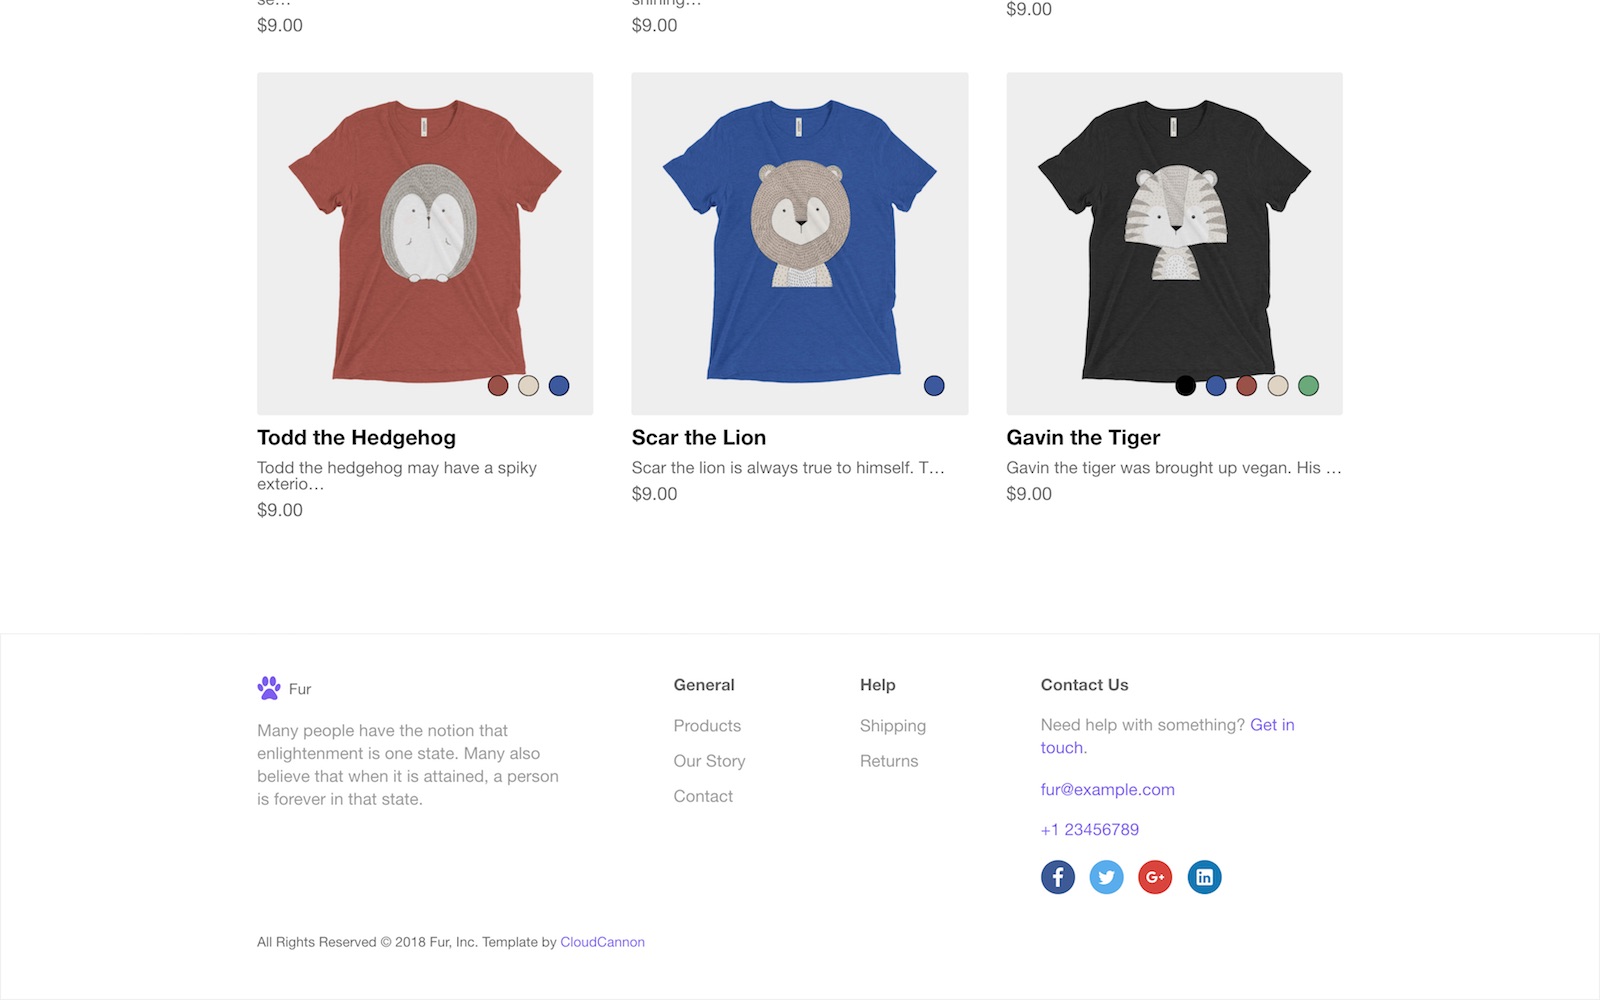 se…
shining…
$9.00
$9.00
$9.00
Todd the Hedgehog
Todd the hedgehog may have a spiky
exterio…
$9.00
Scar the Lion
Scar the lion is always true to himself. T…
$9.00
Gavin the Tiger
Gavin the tiger was brought up vegan. His …
$9.00
Fur
Many people have the notion that
enlightenment is one state. Many also
believe that when it is attained, a person
is forever in that state.
General
Products
Our Story
Contact
Help
Shipping
Returns
Contact Us
Need help with something? Get in
touch.
fur@example.com
+1 23456789
All Rights Reserved © 2018 Fur, Inc. Template by CloudCannon